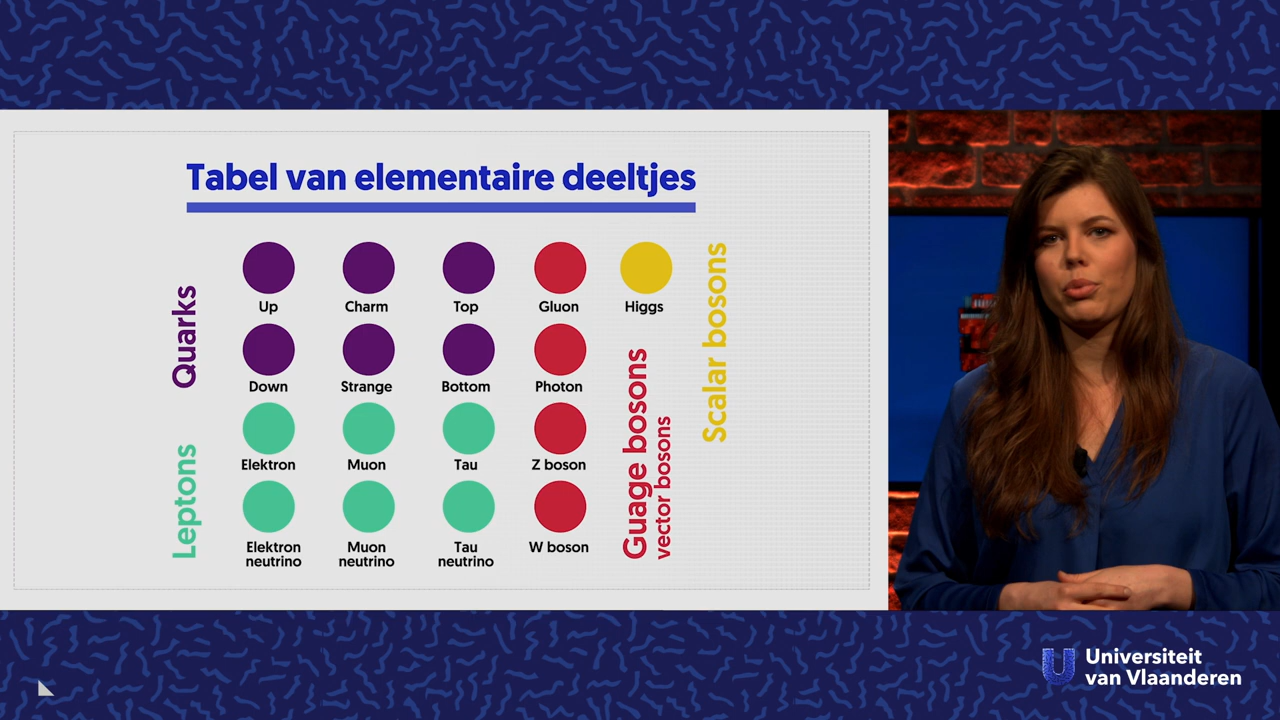 Tabel van elementaire deeltjes
Quarks
Up
Charm
Top
Gluon
Higgs
Down
Strange
Bottom
Photon
Leptons
Elektron
Muon
Tau
Z boson
Elektron
neutrino
Muon
neutrino
Tau
neutrino
W boson
Guage bosons
vector bosons
Scalar bosons
Universiteit
van Vlaanderen